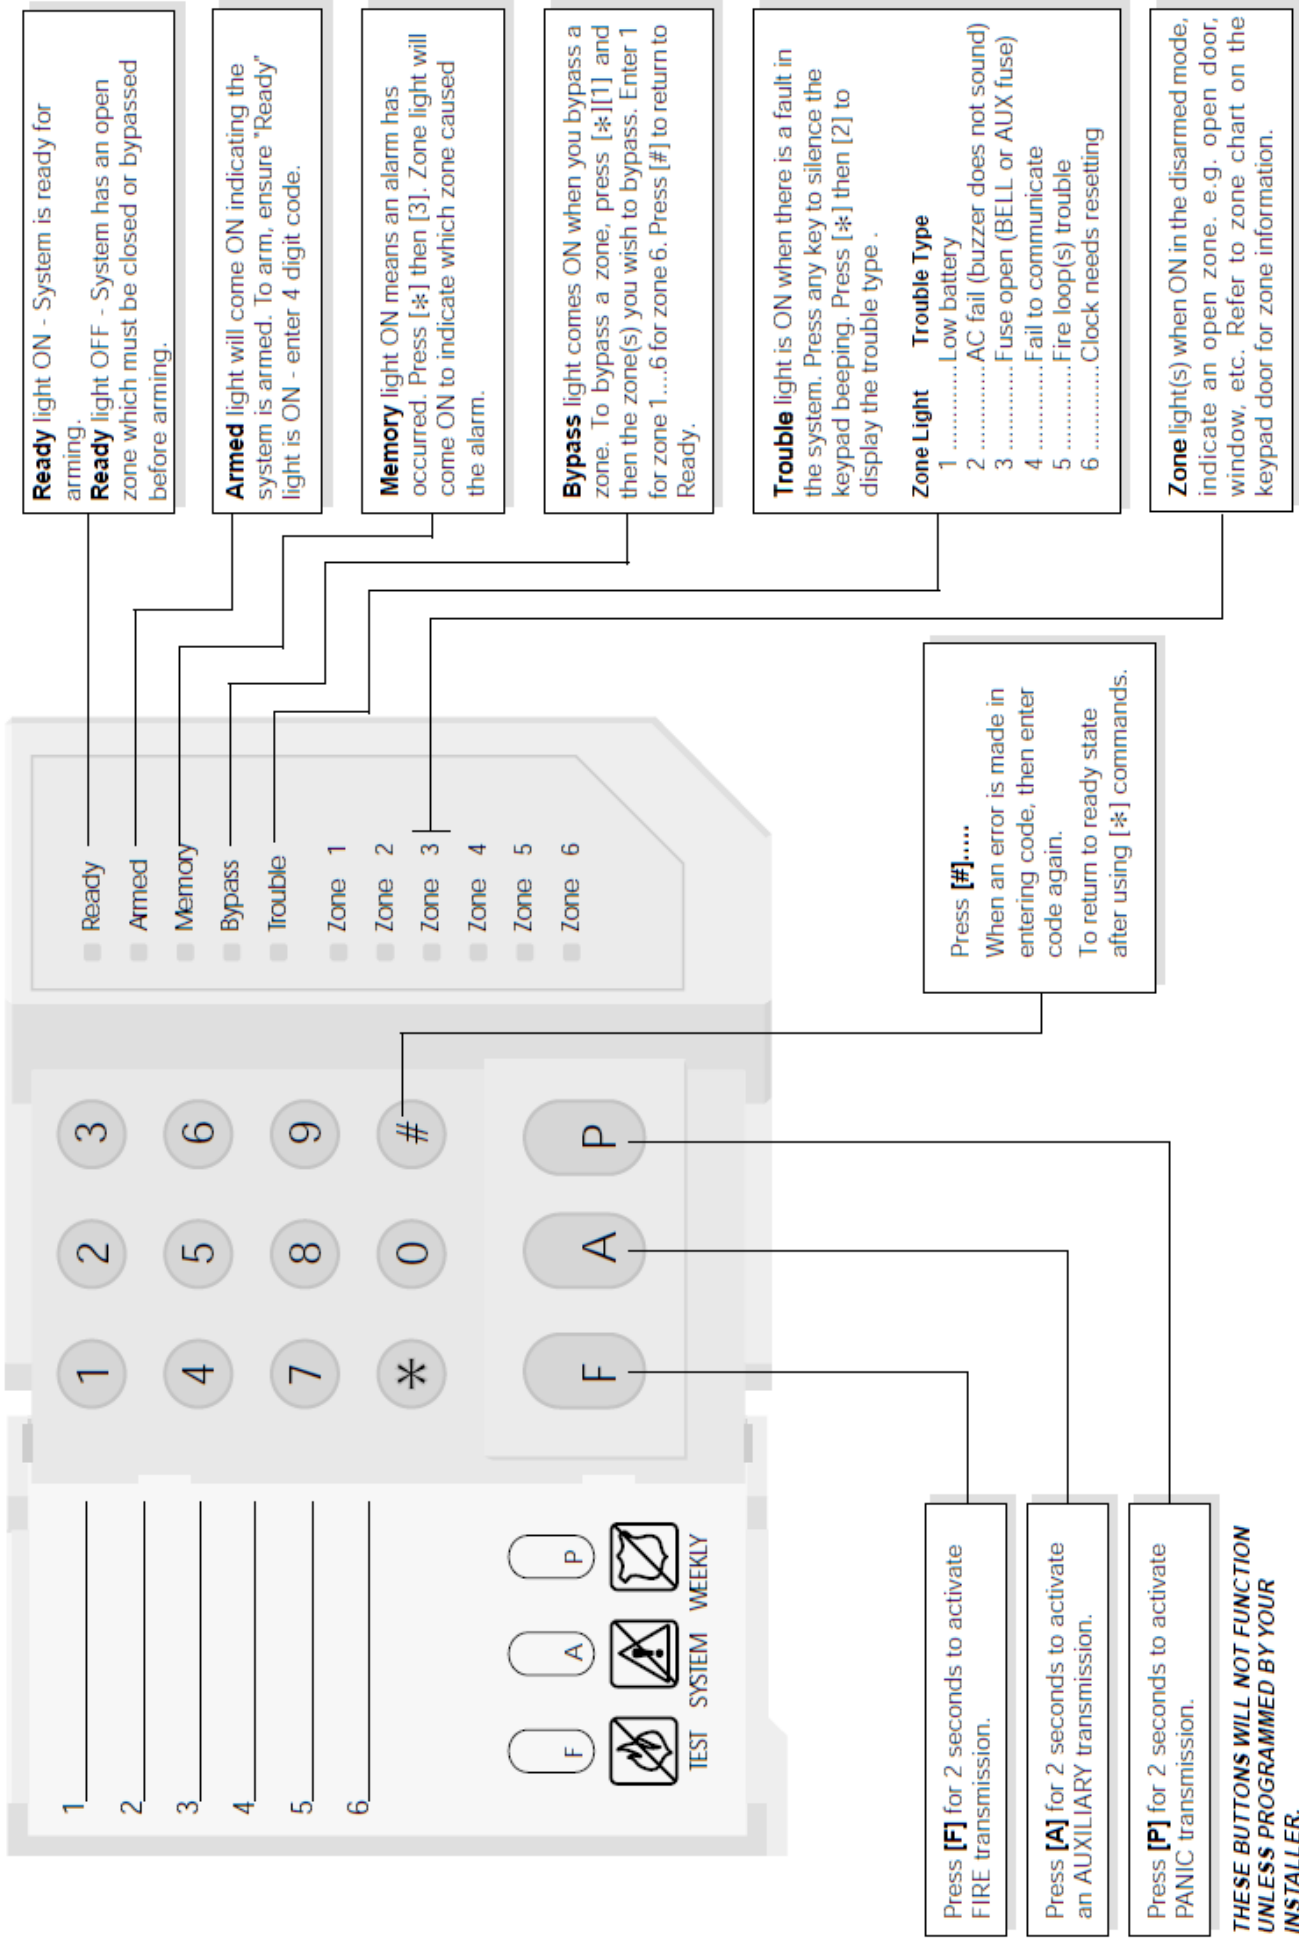 1
2
3
4
5
6
F A P
TEST SYSTEM WEEKLY
1 2 3
4 5 6
7 8 9
* 0 #
F A P
Ready
Armed
Memory
Bypass
Trouble
Zone 1
Zone 2
Zone 3
Zone 4
Zone 5
Zone 6
Ready light ON - System is ready for
arming.
Ready light OFF - System has an open
zone which must be closed or bypassed
before arming.
Armed light will come ON indicating the
system is armed. To arm, ensure "Ready"
light is ON - enter 4 digit code.
Memory light ON means an alarm has
occurred. Press [*] then [3]. Zone light will
come ON to indicate which zone caused
the alarm.
Bypass light comes ON when you bypass a
zone. To bypass a zone, press [*][1] and
then the zone(s) you wish to bypass. Enter 1
for zone 1....6 for zone 6. Press [#] to return to
Ready.
Trouble light is ON when there is a fault in
the system. Press any key to silence the
keypad beeping. Press [*] then [2] to
display the trouble type .
Zone Light Trouble Type
1 ............... Low battery
2 ............... AC fail (buzzer does not sound)
3 ............... Fuse open (BELL or AUX fuse)
4 ............... Fail to communicate
5 ............... Fire loop(s) trouble
6 ............... Clock needs resetting
Zone light(s) when ON in the disarmed mode,
indicate an open zone. e.g. open door,
window, etc. Refer to zone chart on the
keypad door for zone information.
Press [#].....
When an error is made in
entering code, then enter
code again.
To return to ready state
after using [*] commands.
Press [F] for 2 seconds to activate
FIRE transmission.
Press [A] for 2 seconds to activate
an AUXILIARY transmission.
Press [P] for 2 seconds to activate
PANIC transmission.
THESE BUTTONS WILL NOT FUNCTION
UNLESS PROGRAMMED BY YOUR
INSTALLER.